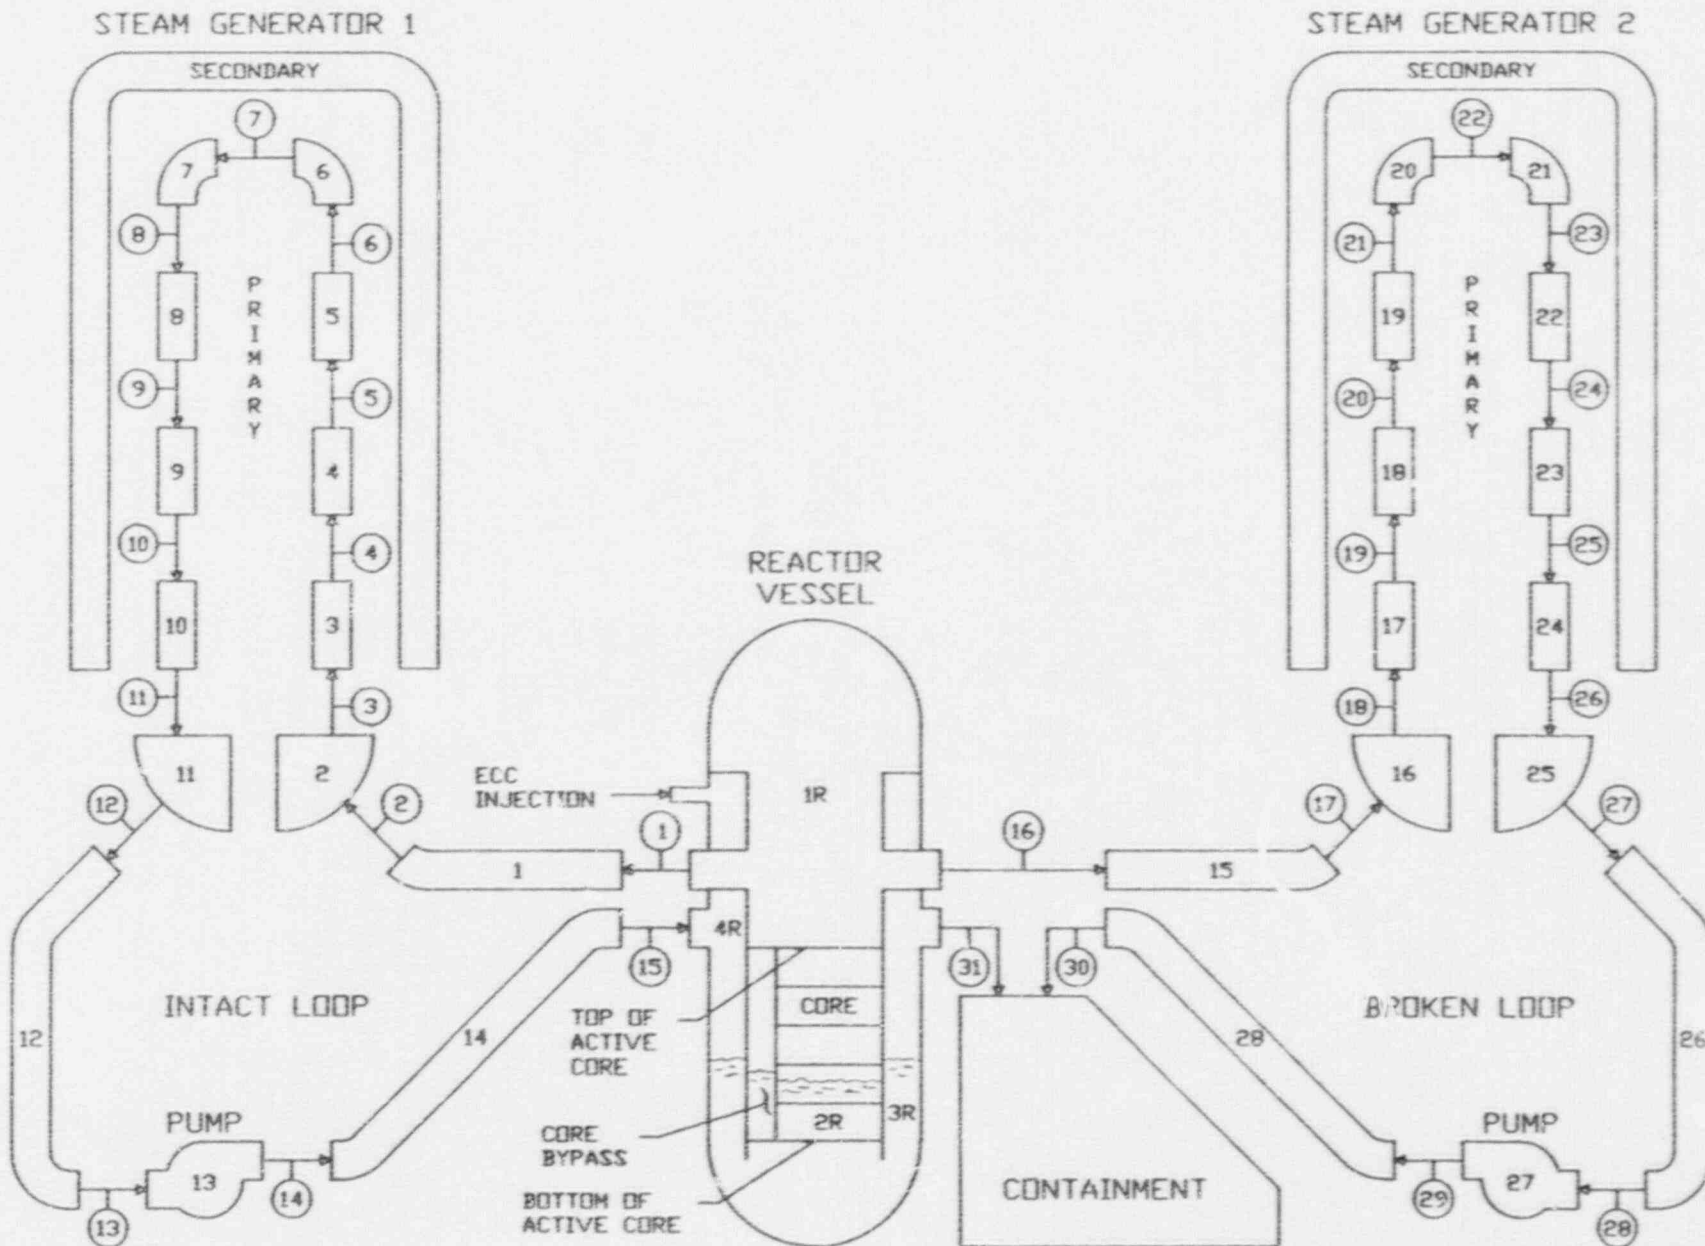 STEAM GENERATOR 1
SECONDARY
7
7
6
8
6
8
PRIMARY
5
9
5
9
4
10
4
10
3
11
3
11
2
12
2
1
1
12
INTACT LOOP
14
15
PUMP
13
14
13
REACTOR
VESSEL
ECC
INJECTION
1R
4R
CORE
TOP OF
ACTIVE
CORE
CORE
BYPASS
2R
3R
BOTTOM OF
ACTIVE CORE
16
31
30
CONTAINMENT
STEAM GENERATOR 2
SECONDARY
22
20
21
21
23
19
PRIMARY
22
20
24
18
23
19
25
17
24
18
26
16
25
17
27
15
BROKEN LOOP
28
26
PUMP
27
29
28